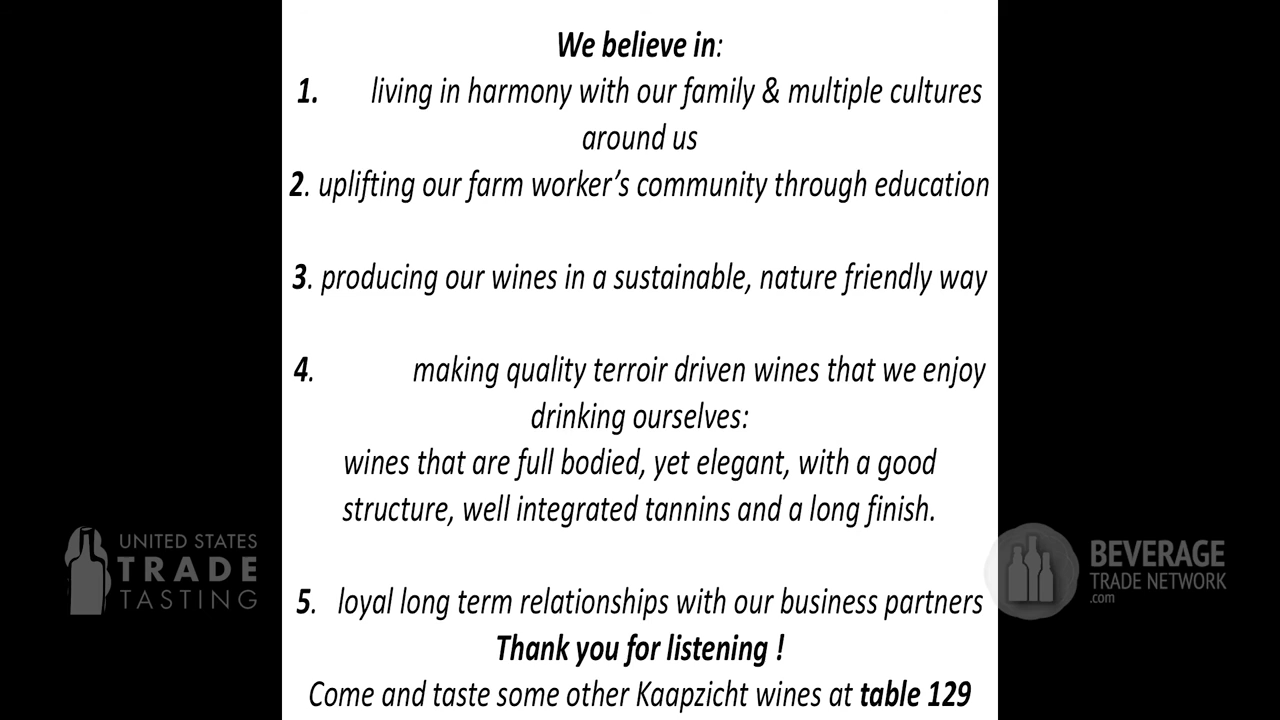 We believe in:
1. living in harmony with our family & multiple cultures
around us
2. uplifting our farm worker’s community through education
3. producing our wines in a sustainable, nature friendly way
4. making quality terroir driven wines that we enjoy
drinking ourselves:
wines that are full bodied, yet elegant, with a good
structure, well integrated tannins and a long finish.
5. loyal long term relationships with our business partners
Thank you for listening !
Come and taste some other Kaapzicht wines at table 129
UNITED STATES
TRADE
TASTING
BEVERAGE
TRADE NETWORK
.com